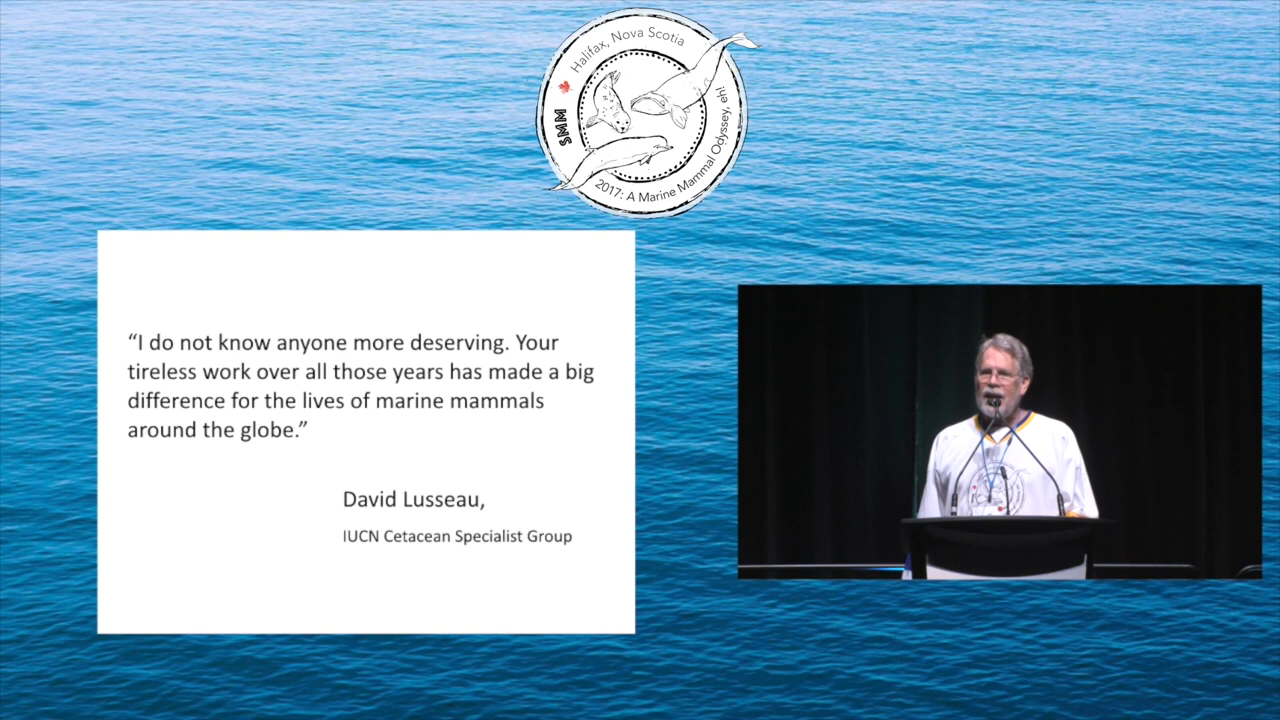 Halifax, Nova Scotia
SMM
2017: A Marine Mammal Odyssey, eh!
“I do not know anyone more deserving. Your
tireless work over all those years has made a big
difference for the lives of marine mammals
around the globe.”
David Lusseau,
IUCN Cetacean Specialist Group